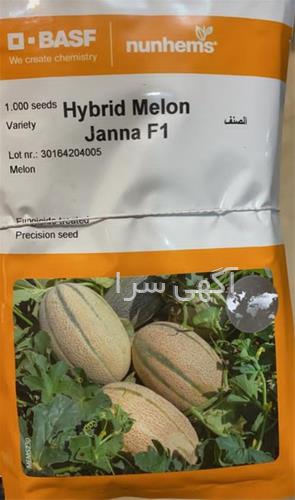 BASF
We create chemistry
nunhems
1.000 seeds
Hybrid Melon
الصنف
Variety
Janna F1
Lot nr.: 30164204005
Melon
Fungicide treated
Precision seed
آگهی سرا